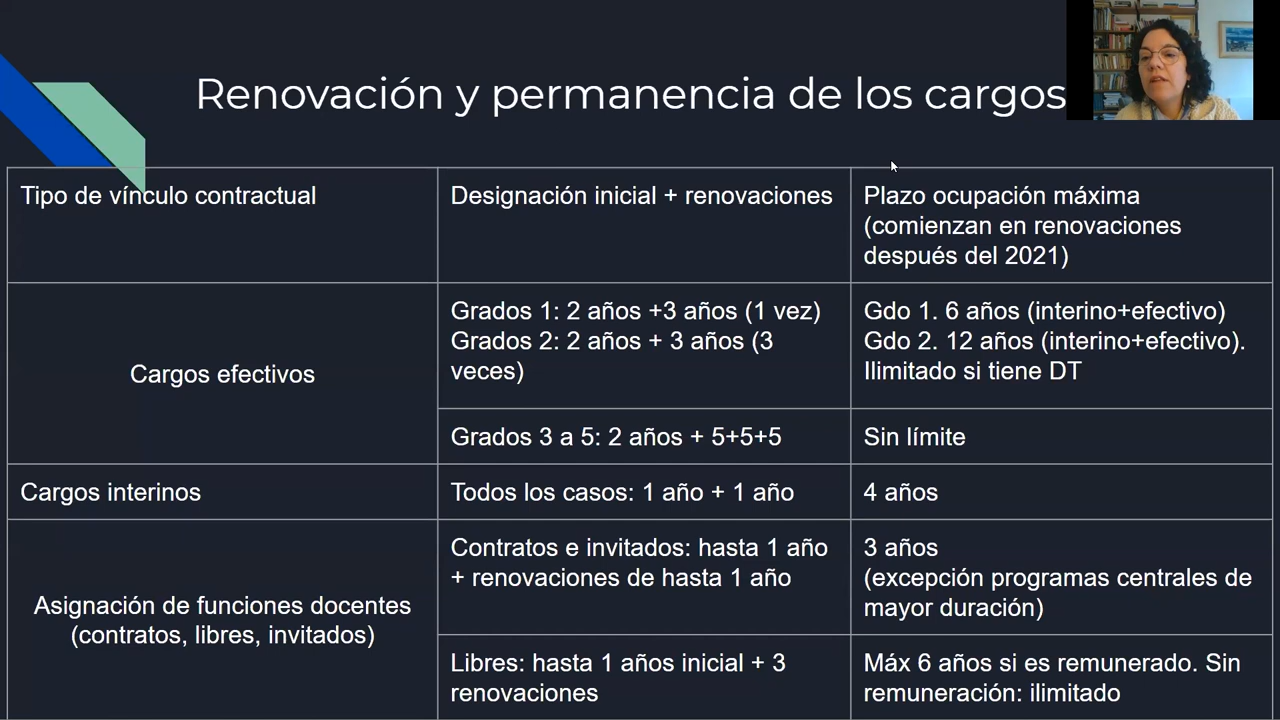 Renovación y permanencia de los cargos
Tipo de vínculo contractual
Designación inicial + renovaciones
Plazo ocupación máxima
(comienzan en renovaciones
después del 2021)
Cargos efectivos
Grados 1: 2 años +3 años (1 vez)
Grados 2: 2 años + 3 años (3
veces)
Gdo 1. 6 años (interino+efectivo)
Gdo 2. 12 años (interino+efectivo).
Ilimitado si tiene DT
Grados 3 a 5: 2 años + 5+5+5
Sin límite
Cargos interinos
Todos los casos: 1 año + 1 año
4 años
Asignación de funciones docentes
(contratos, libres, invitados)
Contratos e invitados: hasta 1 año
+ renovaciones de hasta 1 año
3 años
(excepción programas centrales de
mayor duración)
Libres: hasta 1 años inicial + 3
renovaciones
Máx 6 años si es remunerado. Sin
remuneración: ilimitado